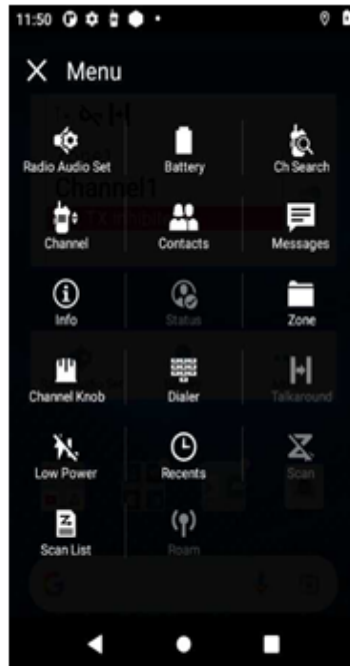 11:50
Menu
Radio Audio Set Battery Ch Search
Channel1
Channel Contacts Messages
Info Status Zone
Channel Knob Dialer Talkaround
Low Power Recents Scan
Scan List Roam